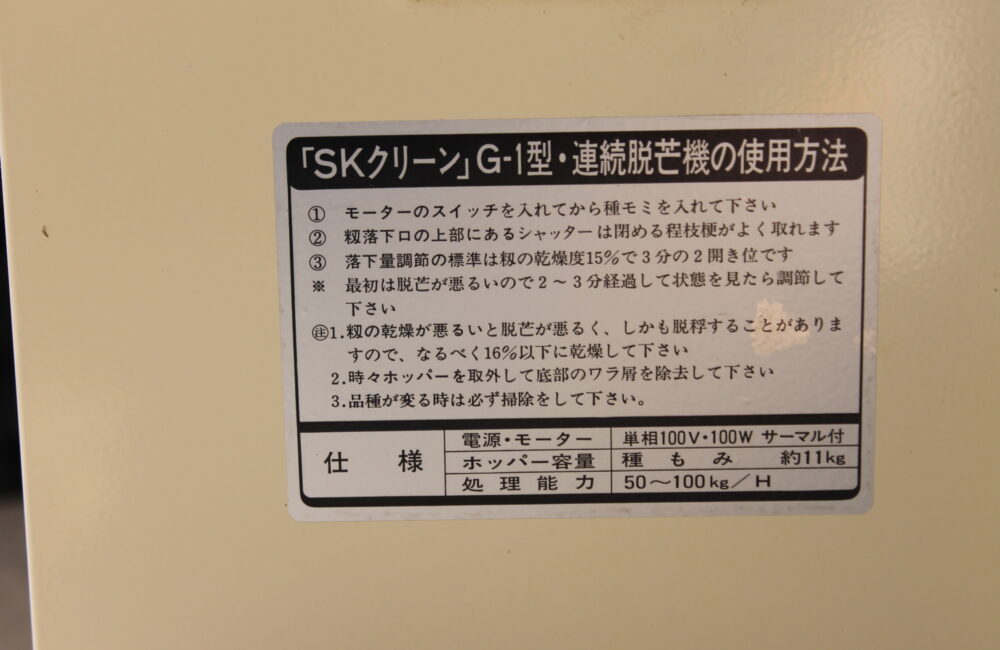 「SKクリーン」G-1型・連続脱芒機の使用方法
① モーターのスイッチを入れてから種モミを入れて下さい
② 籾落下口の上部にあるシャッターは閉める程枝梗がよく取れます
③ 落下量調節の標準は籾の乾燥度15%で3分の2開き位です
※ 最初は脱芒が悪るいので2〜3分経過して状態を見たら調節して
下さい
㊟1.籾の乾燥が悪るいと脱芒が悪るく、しかも脱稃することがありま
すので、なるべく16%以下に乾燥して下さい
2.時々ホッパーを取外して底部のワラ屑を除去して下さい
3.品種が変る時は必ず掃除をして下さい。
仕様
電源・モーター 単相100V・100W サーマル付
ホッパー容量 種もみ 約11kg
処理能力 50〜100kg/H